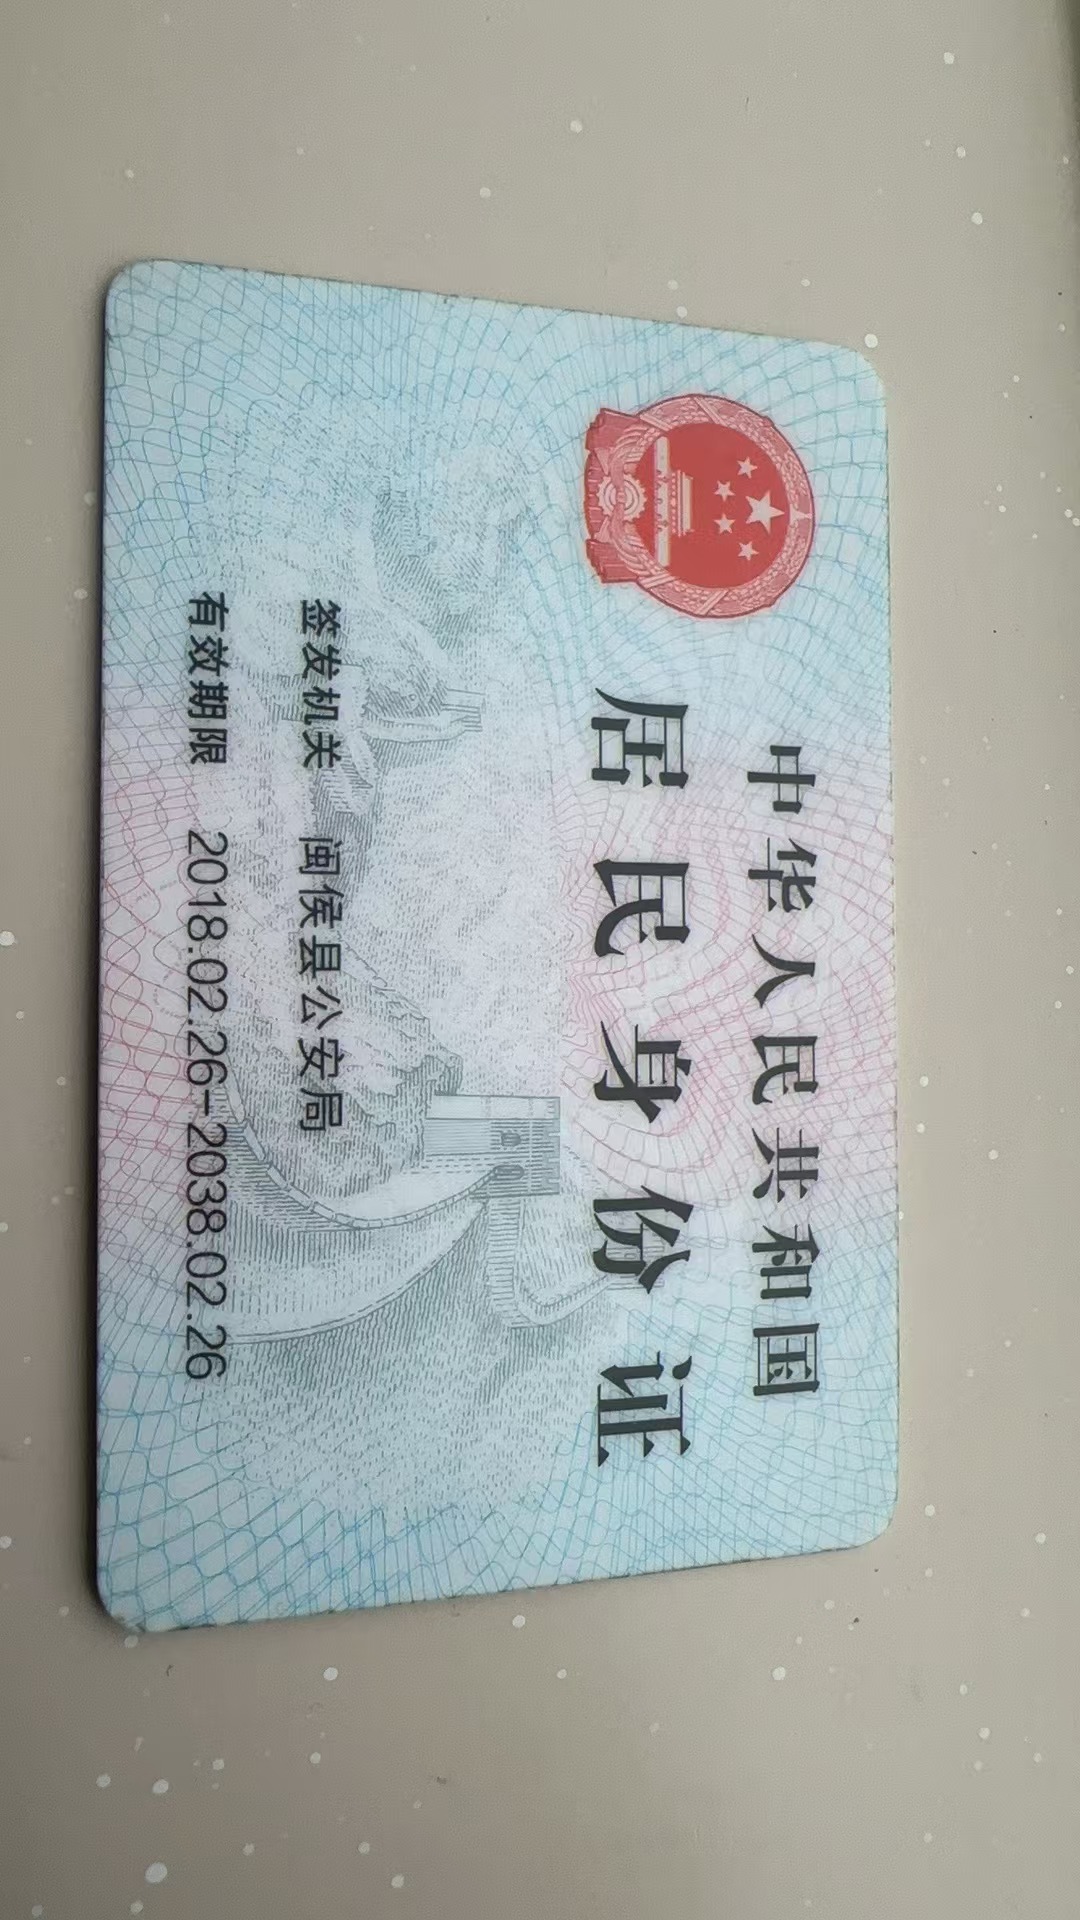 中华人民共和国
居民身份证
签发机关 闽侯县公安局
有效期限 2018.02.26-2038.02.26